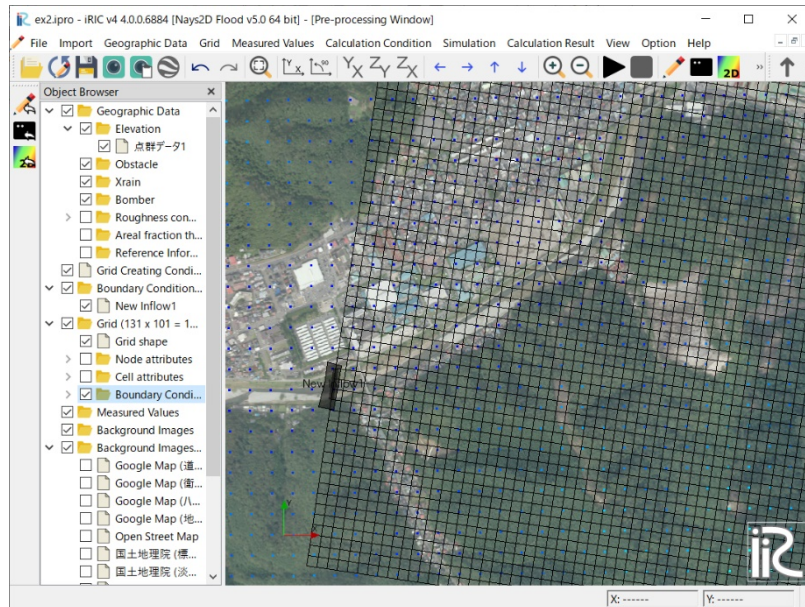 ex2.ipro - iRIC v4 4.0.0.6884 [Nays2D Flood v5.0 64 bit] - [Pre-processing Window]
File Import Geographic Data Grid Measured Values Calculation Condition Simulation Calculation Result View Option Help
2D
Object Browser
Geographic Data
Elevation
点群データ1
Obstacle
Xrain
Bomber
Roughness con...
Areal fraction th...
Reference Infor...
Grid Creating Condi...
Boundary Condition...
New Inflow1
Grid (131 x 101 = 1...
Grid shape
Node attributes
Cell attributes
Boundary Condi...
Measured Values
Background Images
Background Images...
Google Map (道...
Google Map (衛...
Google Map (ハ...
Google Map (地...
Open Street Map
国土地理院 (標...
国土地理院 (淡...
New Inflow1
Y
iRiC
X: ------
Y: ------